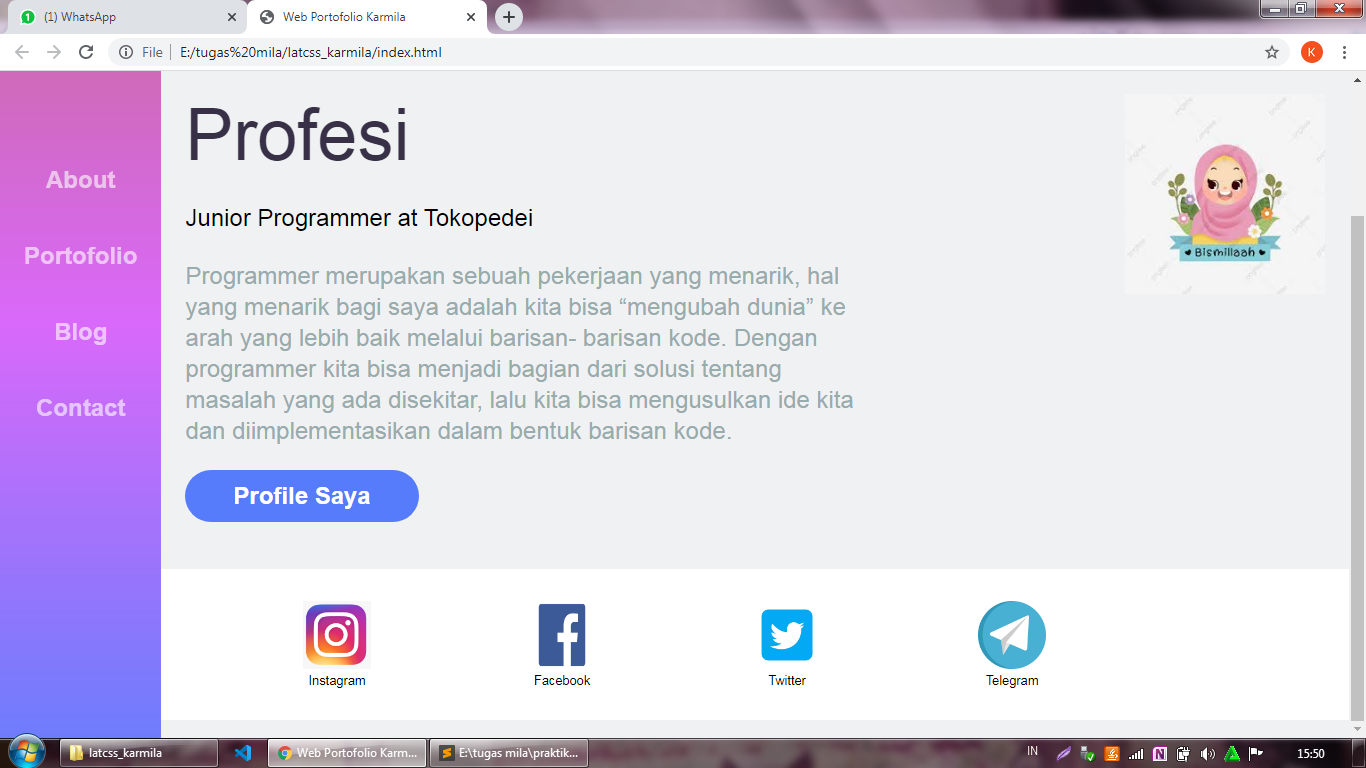 (1) WhatsApp
Web Portofolio Karmila
File
E:/tugas%20mila/latcss_karmila/index.html
K
About
Portofolio
Blog
Contact
Profesi
Junior Programmer at Tokopedei
Programmer merupakan sebuah pekerjaan yang menarik, hal
yang menarik bagi saya adalah kita bisa “mengubah dunia” ke
arah yang lebih baik melalui barisan- barisan kode. Dengan
programmer kita bisa menjadi bagian dari solusi tentang
masalah yang ada disekitar, lalu kita bisa mengusulkan ide kita
dan diimplementasikan dalam bentuk barisan kode.
Profile Saya
Bismillaah
Instagram
Facebook
Twitter
Telegram
latcss_karmila
Web Portofolio Karm...
E:\tugas mila\praktik...
IN
15:50